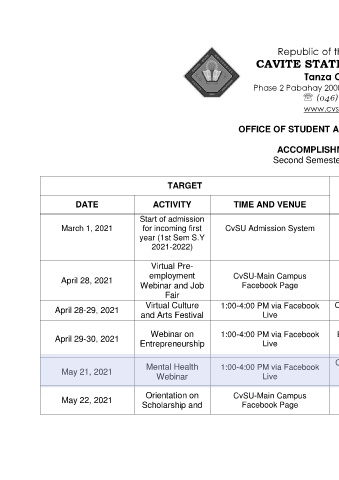 Republic of th
CAVITE STATE
Tanza C
Phase 2 Pabahay 2000
☏ (046)
www.cvs
OFFICE OF STUDENT A
ACCOMPLISHM
Second Semeste
TARGET
DATE
ACTIVITY
TIME AND VENUE
March 1, 2021
Start of admission
for incoming first
year (1st Sem S.Y
2021-2022)
CvSU Admission System
April 28, 2021
Virtual Pre-
employment
Webinar and Job
Fair
CvSU-Main Campus
Facebook Page
April 28-29, 2021
Virtual Culture
and Arts Festival
1:00-4:00 PM via Facebook
Live
April 29-30, 2021
Webinar on
Entrepreneurship
1:00-4:00 PM via Facebook
Live
May 21, 2021
Mental Health
Webinar
1:00-4:00 PM via Facebook
Live
May 22, 2021
Orientation on
Scholarship and
CvSU-Main Campus
Facebook Page